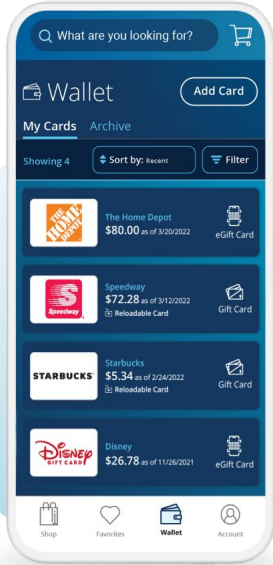 What are you looking for?
Wallet
Add Card
My Cards Archive
Showing 4
Sort by: Recent
Filter
THE HOME DEPOT
The Home Depot
$80.00 as of 3/20/2022
eGift Card
Speedway
Speedway
$72.28 as of 3/12/2022
Reloadable Card
Gift Card
STARBUCKS
Starbucks
$5.34 as of 2/24/2022
Reloadable Card
Gift Card
Disney
GIFT CARD
Disney
$26.78 as of 11/26/2021
eGift Card
Shop Favorites Wallet Account